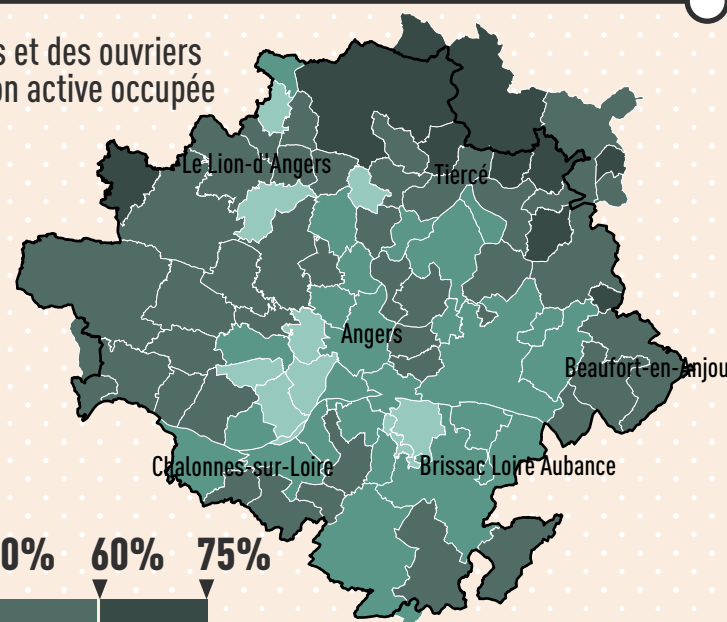 s et des ouvriers
on active occupée
Le Lion-d'Angers
Tiercé
Angers
Beaufort-en-Anjou
Chalonnes-sur-Loire
Brissac Loire Aubance
0% 60% 75%